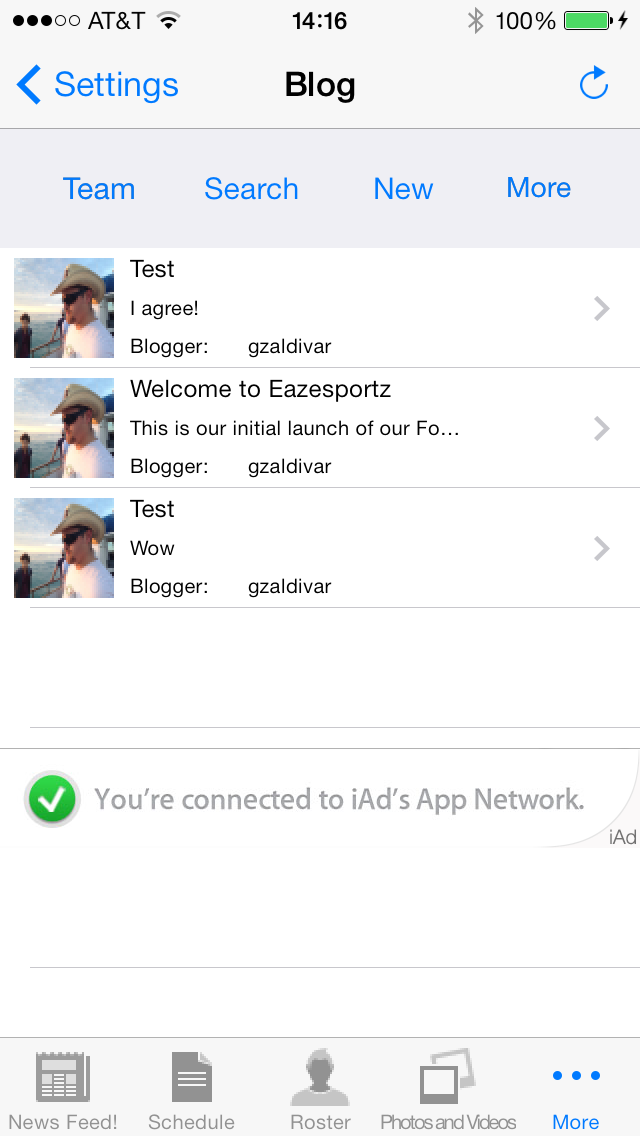 AT&T 14:16 100%
Settings Blog
Team Search New More
Test
I agree!
Blogger: gzaldivar
Welcome to Eazesportz
This is our initial launch of our Fo...
Blogger: gzaldivar
Test
Wow
Blogger: gzaldivar
You're connected to iAd's App Network.
iAd
News Feed! Schedule Roster Photos and Videos More